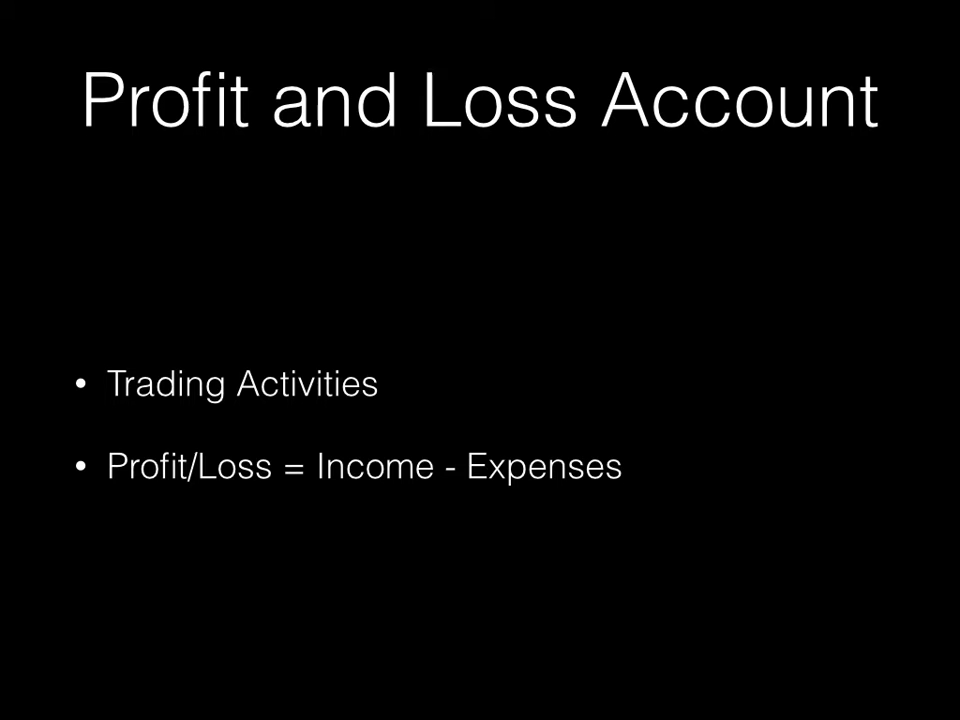 Profit and Loss Account
• Trading Activities
• Profit/Loss = Income - Expenses